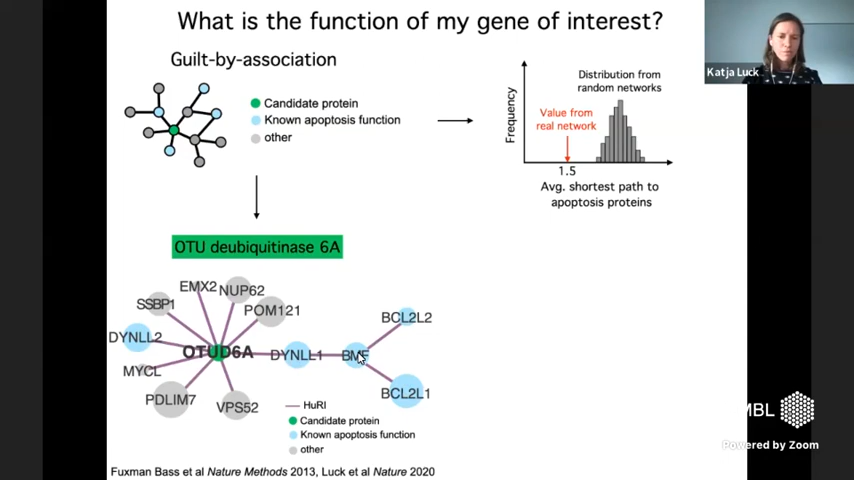 What is the function of my gene of interest?
Katja Luck
Guilt-by-association
Candidate protein
Known apoptosis function
other
Distribution from
random networks
Value from
real network
Frequency
1.5
Avg. shortest path to
apoptosis proteins
OTU deubiquitinase 6A
EMX2
NUP62
SSBP1
POM121
DYNLL2
OTUD6A
DYNLL1
BMF
BCL2L2
MYCL
BCL2L1
PDLIM7
VPS52
HuRI
Candidate protein
Known apoptosis function
other
MBL
Powered by Zoom
Fuxman Bass et al Nature Methods 2013, Luck et al Nature 2020